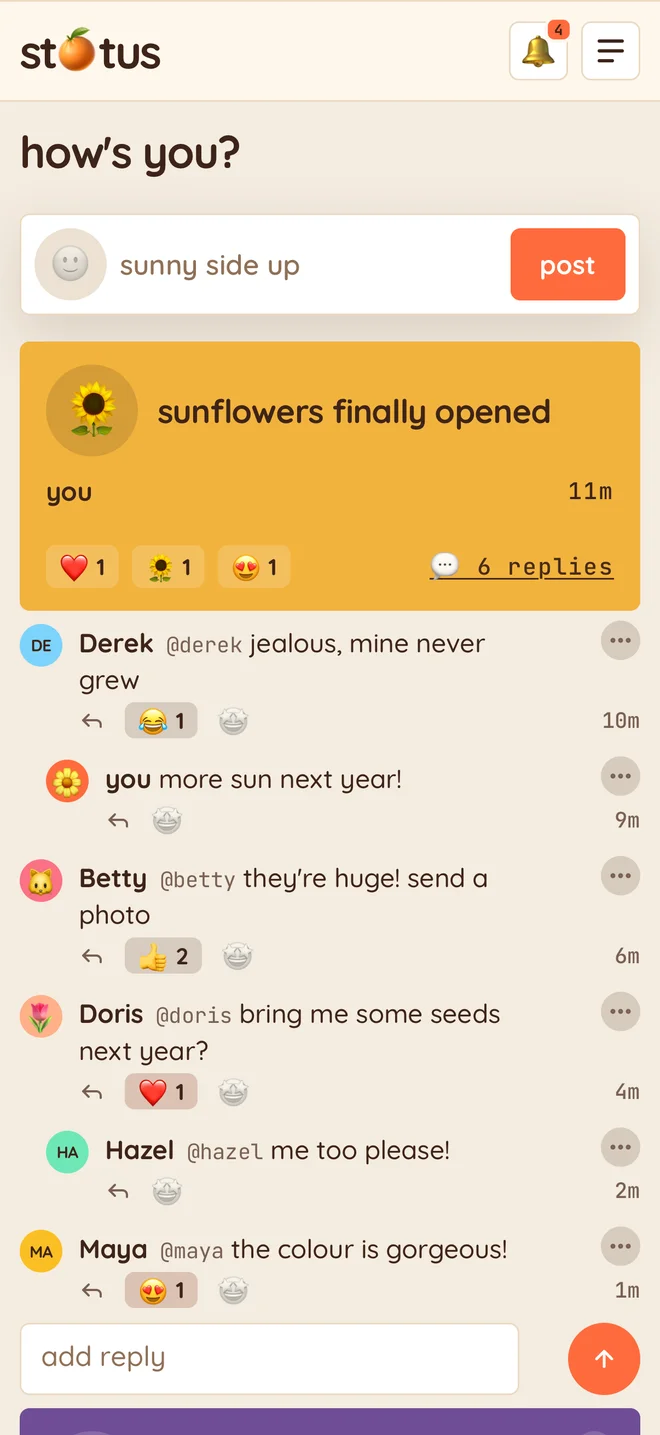 st🍊tus
4
how's you?
sunny side up
post
sunflowers finally opened
you
11m
❤️ 1 🌻 1 😍 1
💬 6 replies
DE
Derek @derek jealous, mine never
grew
😂 1
10m
you more sun next year!
9m
Betty @betty they're huge! send a
photo
👍 2
6m
Doris @doris bring me some seeds
next year?
❤️ 1
4m
HA
Hazel @hazel me too please!
2m
MA
Maya @maya the colour is gorgeous!
😍 1
1m
add reply